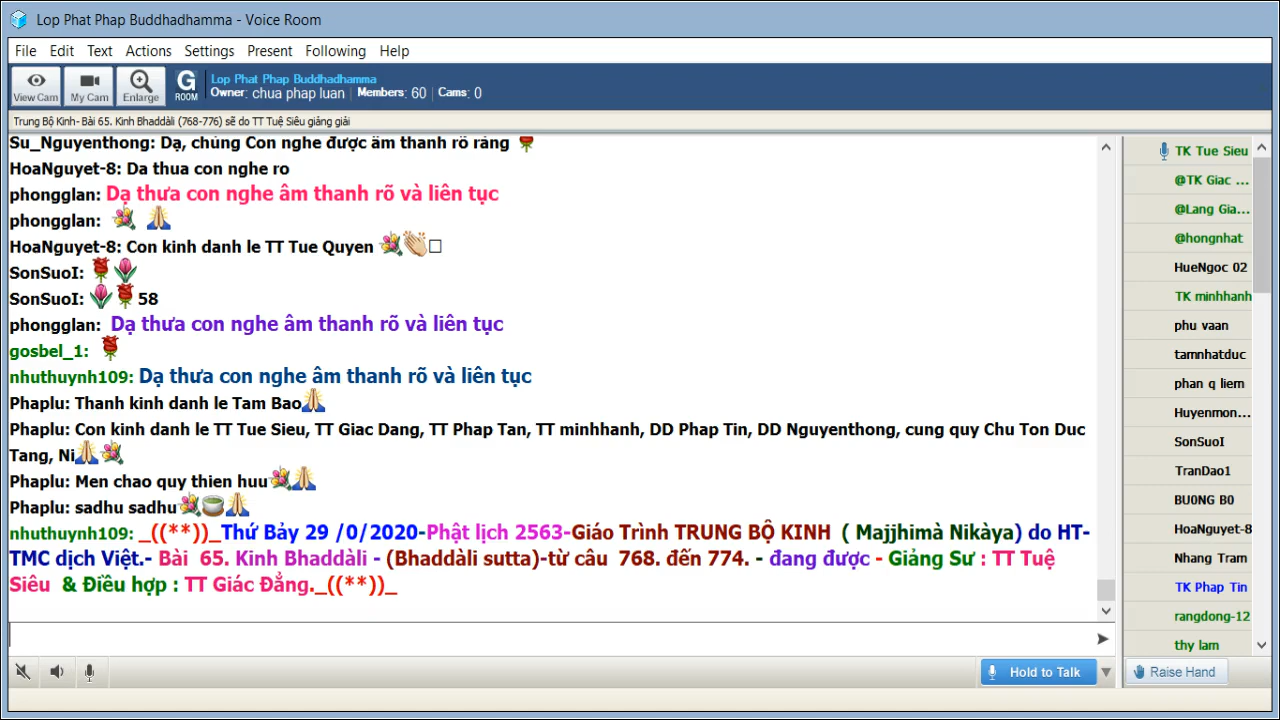 Lop Phat Phap Buddhadhamma - Voice Room
File Edit Text Actions Settings Present Following Help
View Cam My Cam Enlarge G ROOM
Lop Phat Phap Buddhadhamma
Owner: chua phap luan Members: 60 Cams: 0
Trung Bộ Kinh- Bài 65. Kinh Bhaddàli (768-776) sẽ do TT Tuệ Siêu giảng giải
Su_Nguyenthong: Dạ, chúng Con nghe được âm thanh rõ ràng
HoaNguyet-8: Da thua con nghe ro
phongglan: Dạ thưa con nghe âm thanh rõ và liên tục
phongglan:
HoaNguyet-8: Con kinh danh le TT Tue Quyen
SonSuoI:
SonSuoI: 58
phongglan: Dạ thưa con nghe âm thanh rõ và liên tục
gosbel_1:
nhuthuynh109: Dạ thưa con nghe âm thanh rõ và liên tục
Phaplu: Thanh kinh danh le Tam Bao
Phaplu: Con kinh danh le TT Tue Sieu, TT Giac Dang, TT Phap Tan, TT minhhanh, DD Phap Tin, DD Nguyenthong, cung quy Chu Ton Duc
Tang, Ni
Phaplu: Men chao quy thien huu
Phaplu: sadhu sadhu
nhuthuynh109: _((**))_Thứ Bảy 29 /0/2020-Phật lịch 2563-Giáo Trình TRUNG BỘ KINH ( Majjhimà Nikàya) do HT-
TMC dịch Việt.- Bài 65. Kinh Bhaddàli - (Bhaddàli sutta)-từ câu 768. đến 774. - đang được - Giảng Sư : TT Tuệ
Siêu & Điều hợp : TT Giác Đẳng._((**))_
TK Tue Sieu
@TK Giac ...
@Lang Gia...
@hongnhat
HueNgoc 02
TK minhhanh
phu vaan
tamnhatduc
phan q liem
Huyenmon...
SonSuoI
TranDao1
BU0NG B0
HoaNguyet-8
Nhang Tram
TK Phap Tin
rangdong-12
thy lam
Hold to Talk
Raise Hand